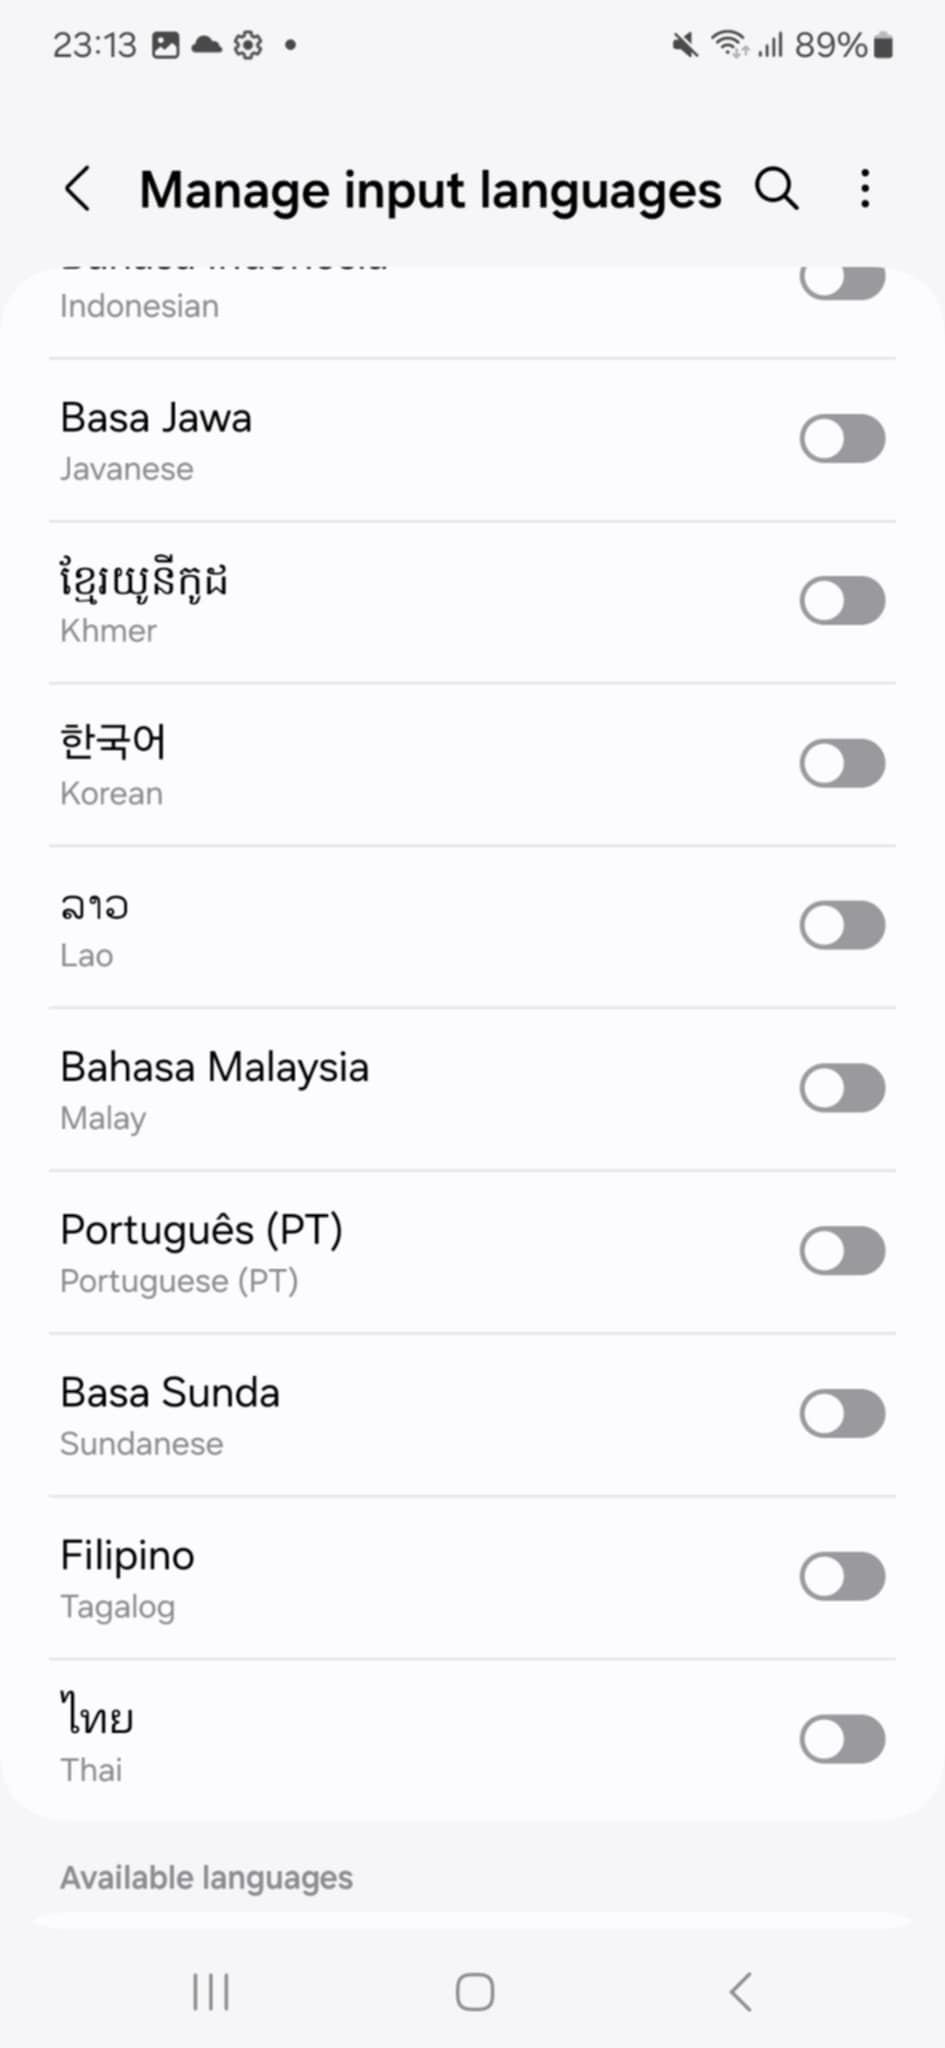 23:13
89%
Manage input languages
Indonesian
Basa Jawa
Javanese
ខ្មែរយូនីកូដ
Khmer
한국어
Korean
ລາວ
Lao
Bahasa Malaysia
Malay
Português (PT)
Portuguese (PT)
Basa Sunda
Sundanese
Filipino
Tagalog
ไทย
Thai
Available languages